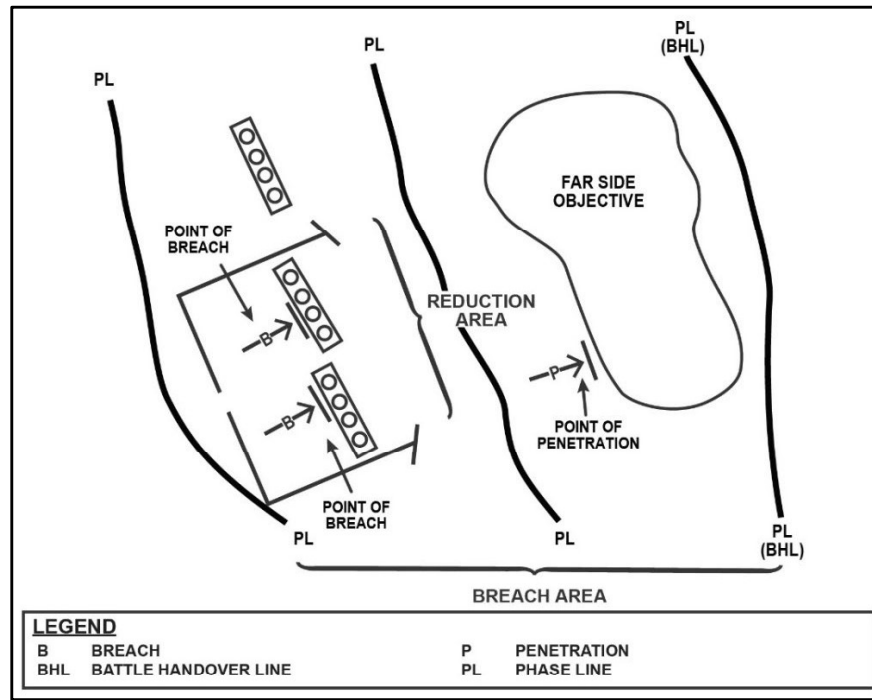 PL
(BHL)
PL
PL
FAR SIDE
OBJECTIVE
POINT OF
BREACH
REDUCTION
AREA
B
P
B
POINT OF
PENETRATION
POINT OF
BREACH
PL
PL
PL
(BHL)
BREACH AREA
LEGEND
B BREACH P PENETRATION
BHL BATTLE HANDOVER LINE PL PHASE LINE